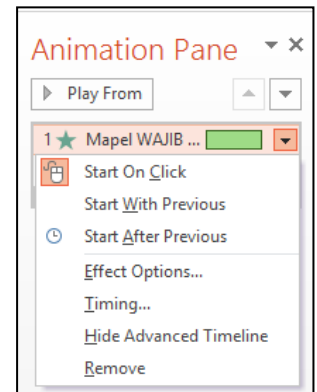 Animation Pane
Play From
1 Mapel WAJIB ...
Start On Click
Start With Previous
Start After Previous
Effect Options...
Timing...
Hide Advanced Timeline
Remove